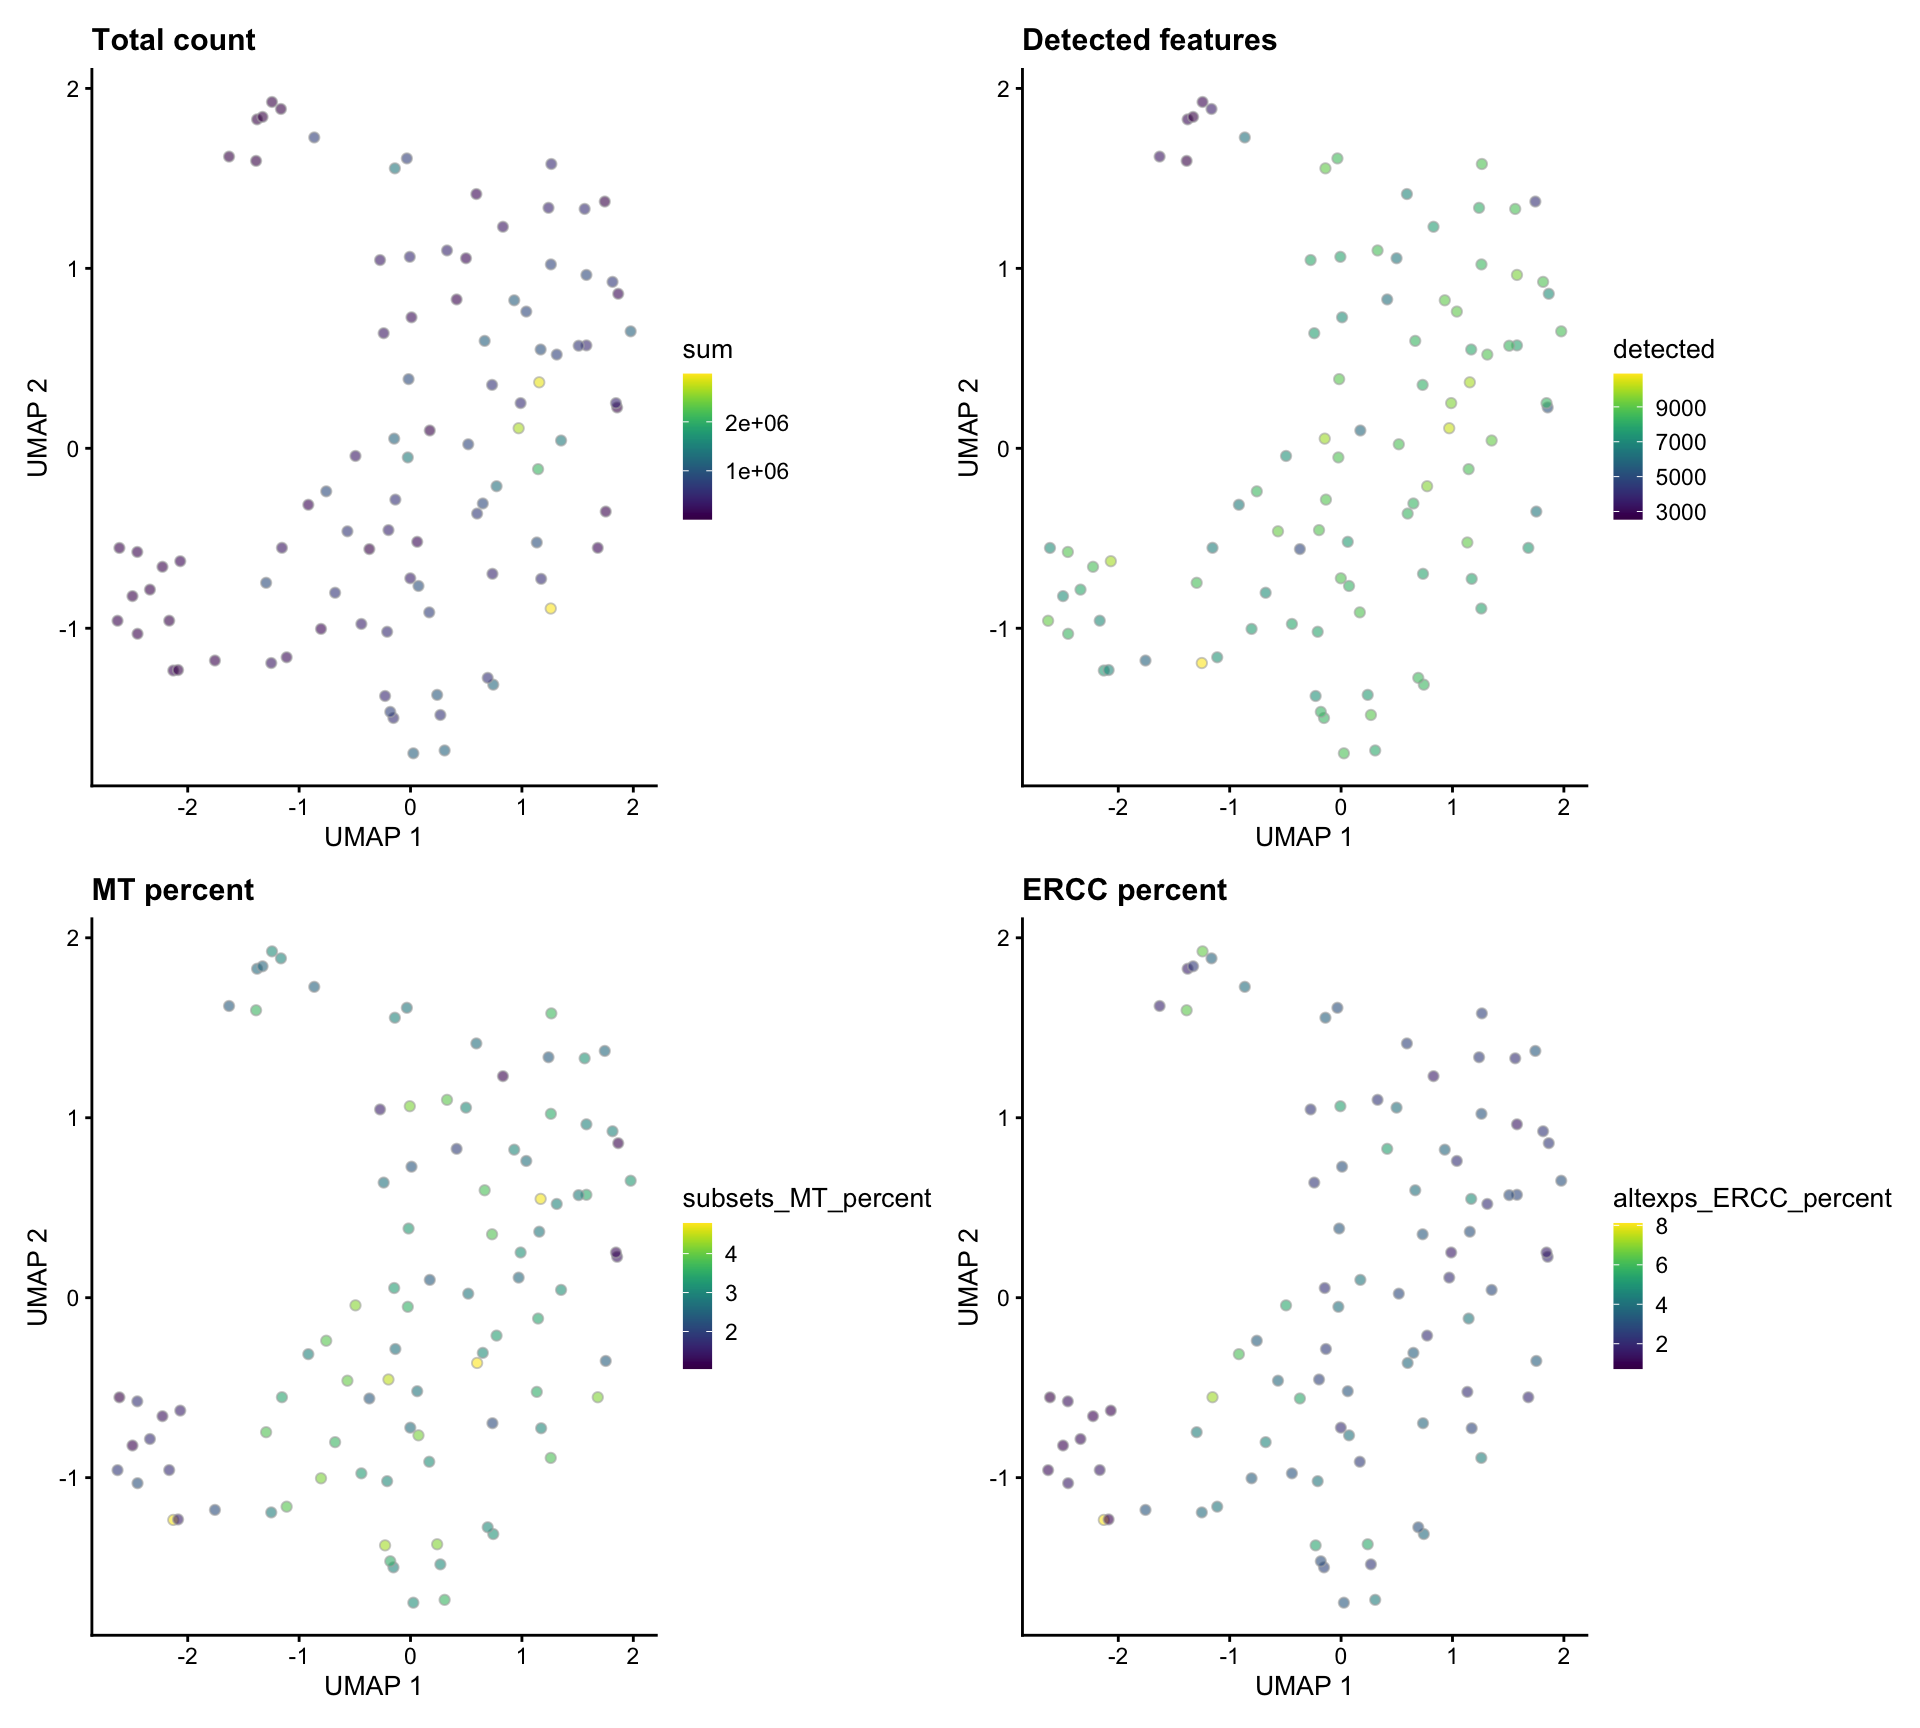 Total count
2
1
0
-1
UMAP 2
-2 -1 0 1 2
UMAP 1
sum
2e+06
1e+06
Detected features
2
1
0
-1
UMAP 2
-2 -1 0 1 2
UMAP 1
detected
9000
7000
5000
3000
MT percent
2
1
0
-1
UMAP 2
-2 -1 0 1 2
UMAP 1
subsets_MT_percent
4
3
2
ERCC percent
2
1
0
-1
UMAP 2
-2 -1 0 1 2
UMAP 1
altexps_ERCC_percent
8
6
4
2